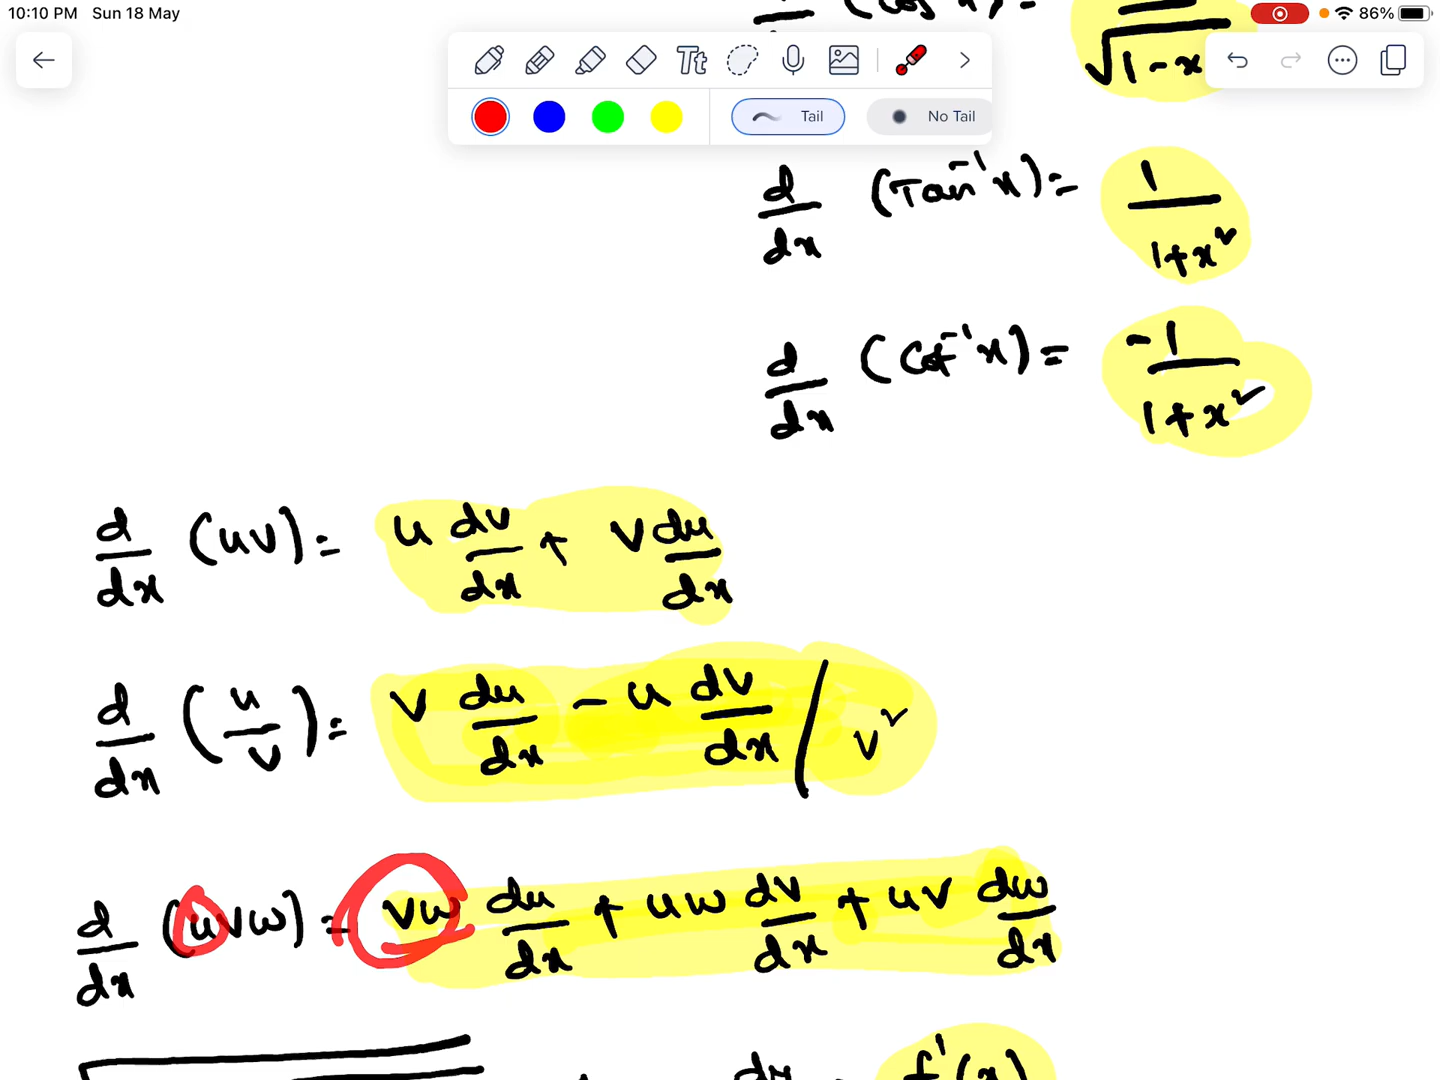 10:10 PM Sun 18 May
86%
Tt
Tail
No Tail
√1-x
d/dx (Tan⁻¹x) = 1/1+x²
d/dx (Cot⁻¹x) = -1/1+x²
d/dx (uv) = u dv/dx + v du/dx
d/dx (u/v) = v du/dx - u dv/dx / v²
d/dx (uvw) = vw du/dx + uw dv/dx + uv dw/dx
f'(x)